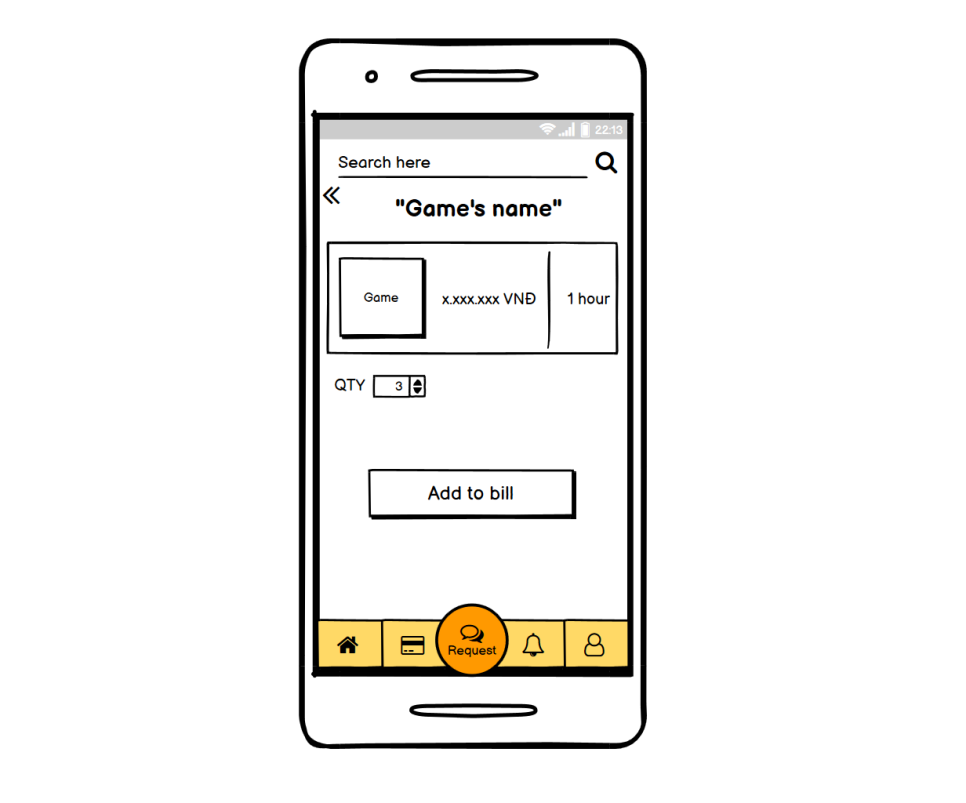 22:13
Search here
"Game's name"
Game
x.xxx.xxx VNĐ
1 hour
QTY 3
Add to bill
Request